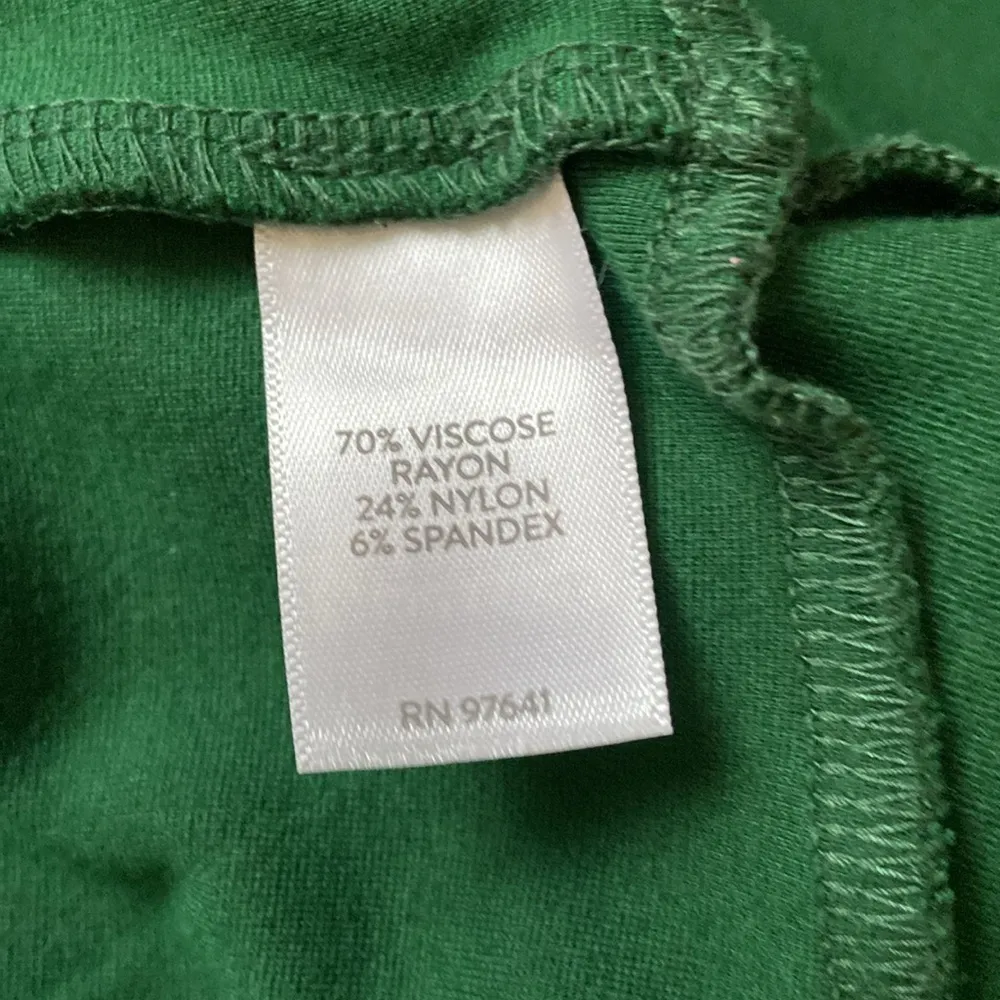 70% VISCOSE
RAYON
24% NYLON
6% SPANDEX
RN 97641